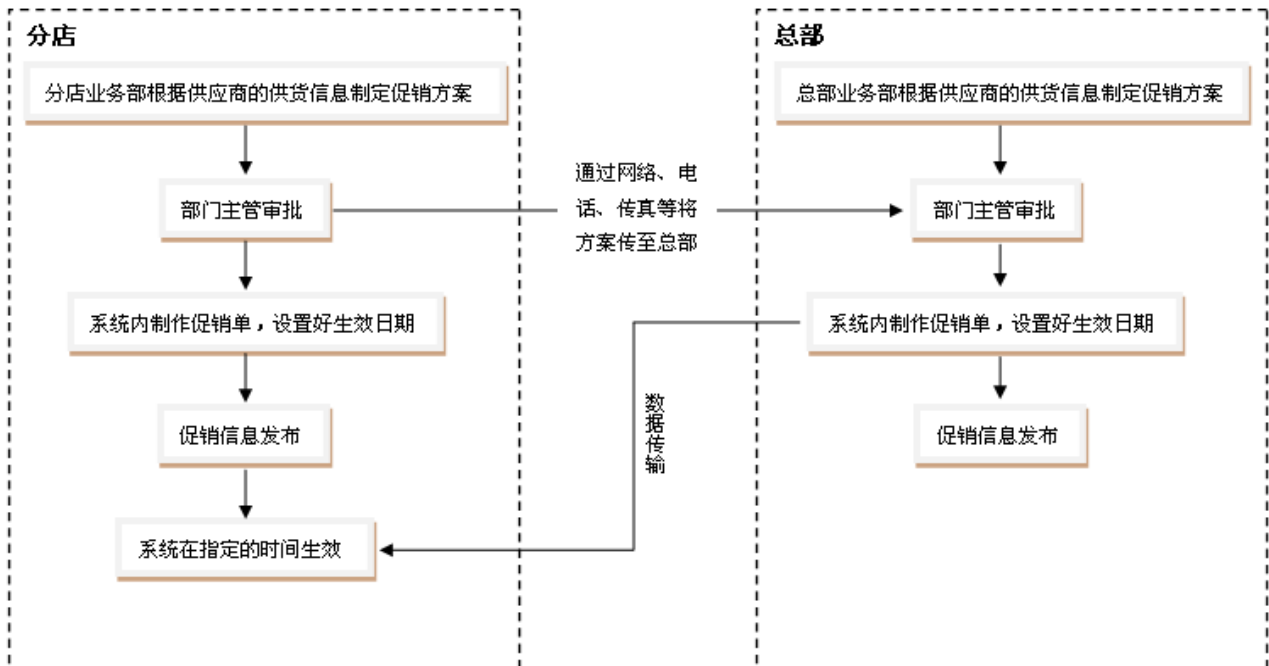 分店
分店业务部根据供应商的供货信息制定促销方案
部门主管审批
系统内制作促销单，设置好生效日期
促销信息发布
系统在指定的时间生效
通过网络、电
话、传真等将
方案传至总部
数据传输
总部
总部业务部根据供应商的供货信息制定促销方案
部门主管审批
系统内制作促销单，设置好生效日期
促销信息发布